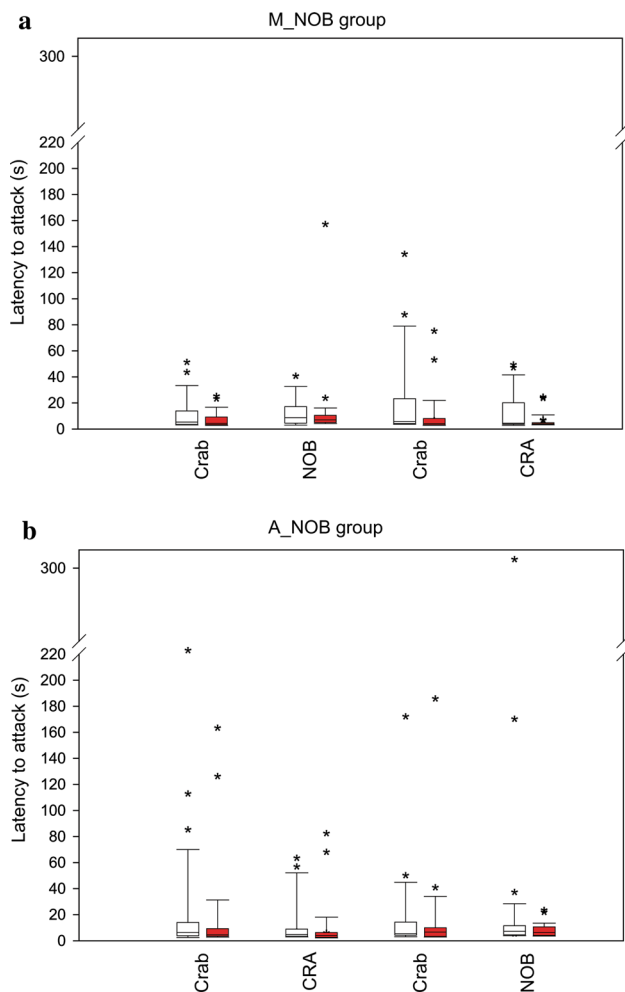 a
M_NOB group
300
220
200
180
160
140
120
100
80
60
40
20
0
Latency to attack (s)
Crab
NOB
Crab
CRA
b
A_NOB group
300
220
200
180
160
140
120
100
80
60
40
20
0
Latency to attack (s)
Crab
CRA
Crab
NOB